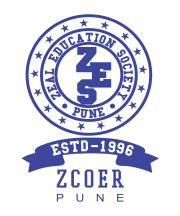 ZEAL EDUCATION SOCIETY
PUNE
ZES
ESTD-1996
ZCOER
PUNE